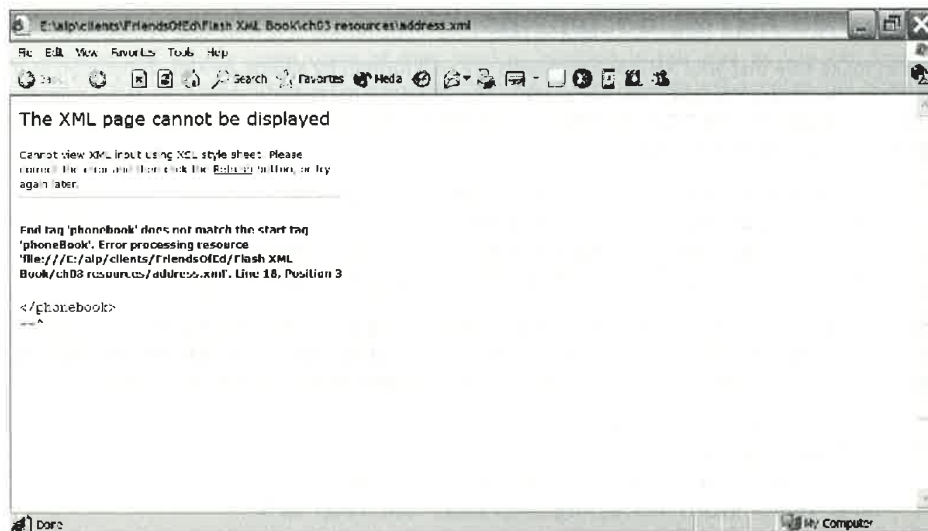 E:\alp\clients\FriendsOfEd\Flash XML Book\ch03 resources\address.xml
File Edit View Favorites Tools Help
Search Favorites Media
The XML page cannot be displayed
Cannot view XML input using XSL style sheet. Please
correct the error and then click the Refresh button, or try
again later.
End tag 'phonebook' does not match the start tag
'phoneBook'. Error processing resource
'file:///E:/alp/clients/FriendsOfEd/Flash XML
Book/ch03 resources/address.xml'. Line 18, Position 3
</phonebook>
--^
Done
My Computer